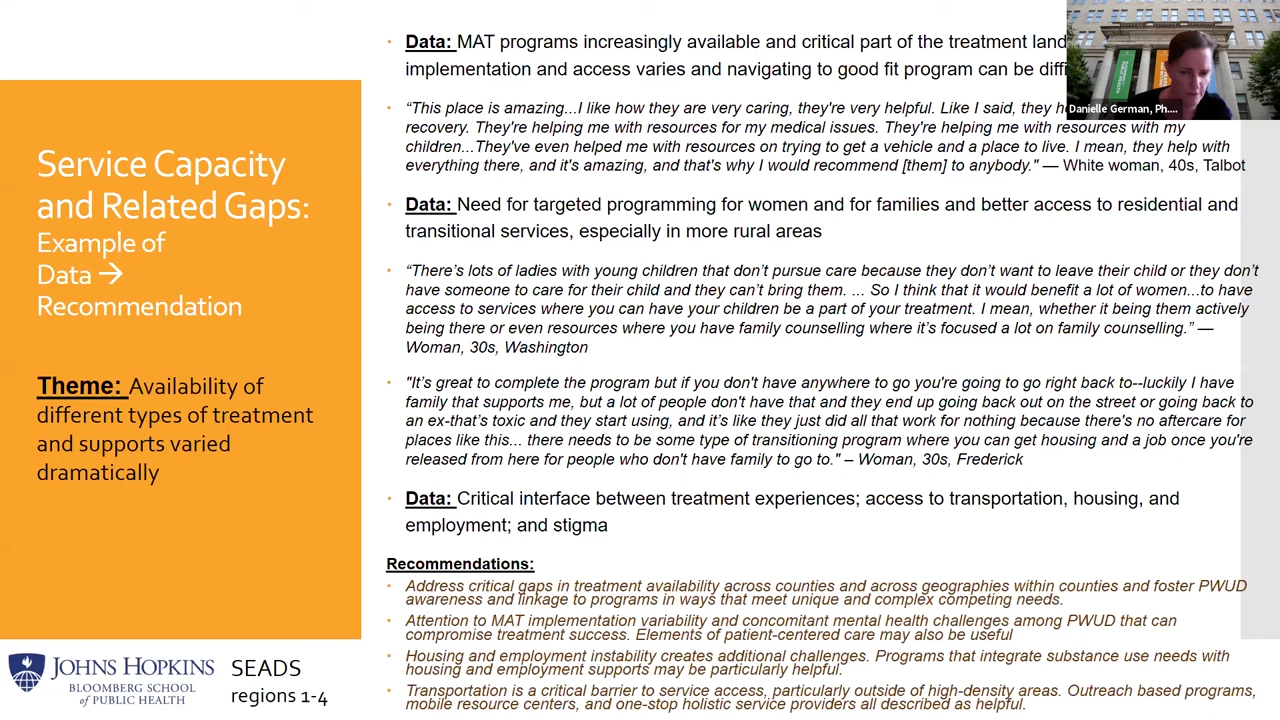 Service Capacity
and Related Gaps:
Example of
Data →
Recommendation
Theme: Availability of
different types of treatment
and supports varied
dramatically
• Data: MAT programs increasingly available and critical part of the treatment land
implementation and access varies and navigating to good fit program can be diffi
• “This place is amazing...I like how they are very caring, they're very helpful. Like I said, they
recovery. They're helping me with resources for my medical issues. They're helping me with resources with my
children...They've even helped me with resources on trying to get a vehicle and a place to live. I mean, they help with
everything there, and it's amazing, and that's why I would recommend [them] to anybody." — White woman, 40s, Talbot
• Data: Need for targeted programming for women and for families and better access to residential and
transitional services, especially in more rural areas
• “There’s lots of ladies with young children that don’t pursue care because they don’t want to leave their child or they don’t
have someone to care for their child and they can’t bring them. ... So I think that it would benefit a lot of women...to have
access to services where you can have your children be a part of your treatment. I mean, whether it being them actively
being there or even resources where you have family counselling where it’s focused a lot on family counselling.” —
Woman, 30s, Washington
• "It’s great to complete the program but if you don't have anywhere to go you're going to go right back to--luckily I have
family that supports me, but a lot of people don't have that and they end up going back out on the street or going back to
an ex-that’s toxic and they start using, and it's like they just did all that work for nothing because there's no aftercare for
places like this... there needs to be some type of transitioning program where you can get housing and a job once you're
released from here for people who don't have family to go to." – Woman, 30s, Frederick
• Data: Critical interface between treatment experiences; access to transportation, housing, and
employment; and stigma
Recommendations:
• Address critical gaps in treatment availability across counties and across geographies within counties and foster PWUD
awareness and linkage to programs in ways that meet unique and complex competing needs.
• Attention to MAT implementation variability and concomitant mental health challenges among PWUD that can
compromise treatment success. Elements of patient-centered care may also be useful
• Housing and employment instability creates additional challenges. Programs that integrate substance use needs with
housing and employment supports may be particularly helpful.
• Transportation is a critical barrier to service access, particularly outside of high-density areas. Outreach based programs,
mobile resource centers, and one-stop holistic service providers all described as helpful.
JOHNS HOPKINS
BLOOMBERG SCHOOL
of PUBLIC HEALTH
SEADS
regions 1-4
Danielle German, Ph....